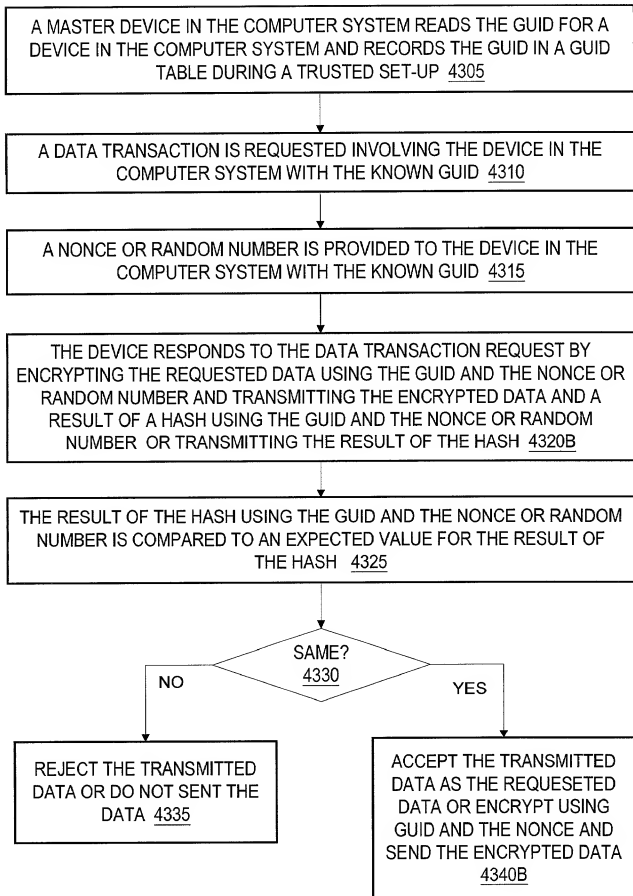 A MASTER DEVICE IN THE COMPUTER SYSTEM READS THE GUID FOR A
DEVICE IN THE COMPUTER SYSTEM AND RECORDS THE GUID IN A GUID
TABLE DURING A TRUSTED SET-UP 4305
A DATA TRANSACTION IS REQUESTED INVOLVING THE DEVICE IN THE
COMPUTER SYSTEM WITH THE KNOWN GUID 4310
A NONCE OR RANDOM NUMBER IS PROVIDED TO THE DEVICE IN THE
COMPUTER SYSTEM WITH THE KNOWN GUID 4315
THE DEVICE RESPONDS TO THE DATA TRANSACTION REQUEST BY
ENCRYPTING THE REQUESTED DATA USING THE GUID AND THE NONCE OR
RANDOM NUMBER AND TRANSMITTING THE ENCRYPTED DATA AND A
RESULT OF A HASH USING THE GUID AND THE NONCE OR RANDOM
NUMBER OR TRANSMITTING THE RESULT OF THE HASH 4320B
THE RESULT OF THE HASH USING THE GUID AND THE NONCE OR RANDOM
NUMBER IS COMPARED TO AN EXPECTED VALUE FOR THE RESULT OF
THE HASH 4325
SAME?
4330
NO
YES
REJECT THE TRANSMITTED
DATA OR DO NOT SENT THE
DATA 4335
ACCEPT THE TRANSMITTED
DATA AS THE REQUESETED
DATA OR ENCRYPT USING
GUID AND THE NONCE AND
SEND THE ENCRYPTED DATA
4340B